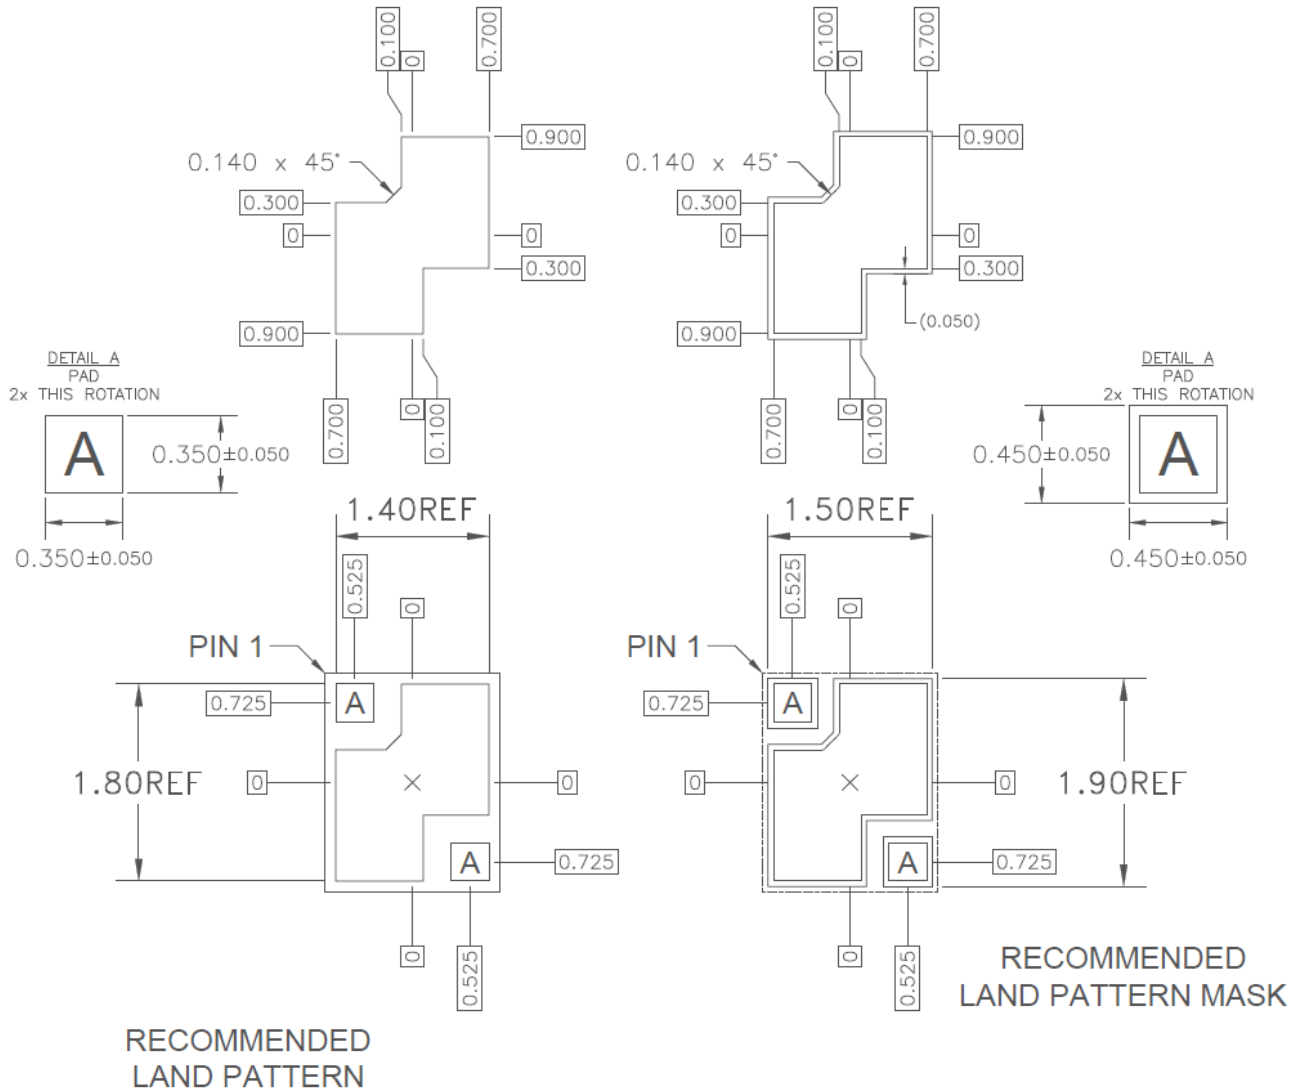 0.100
0
0.700
0.900
0.140 x 45°
0.300
0
0
0.300
0.900
0.700
0
0.100
0.100
0
0.700
0.900
0.140 x 45°
0.300
0
0
0.300
(0.050)
0.900
0.700
0
0.100
DETAIL A
PAD
2x THIS ROTATION
A
0.350±0.050
0.350±0.050
DETAIL A
PAD
2x THIS ROTATION
A
0.450±0.050
0.450±0.050
1.40REF
0.525
0
PIN 1
A
0.725
1.80REF
0
0
A
0.725
0
0.525
1.50REF
0.525
0
PIN 1
A
0.725
0
0
1.90REF
A
0.725
0
0.525
RECOMMENDED
LAND PATTERN MASK
RECOMMENDED
LAND PATTERN